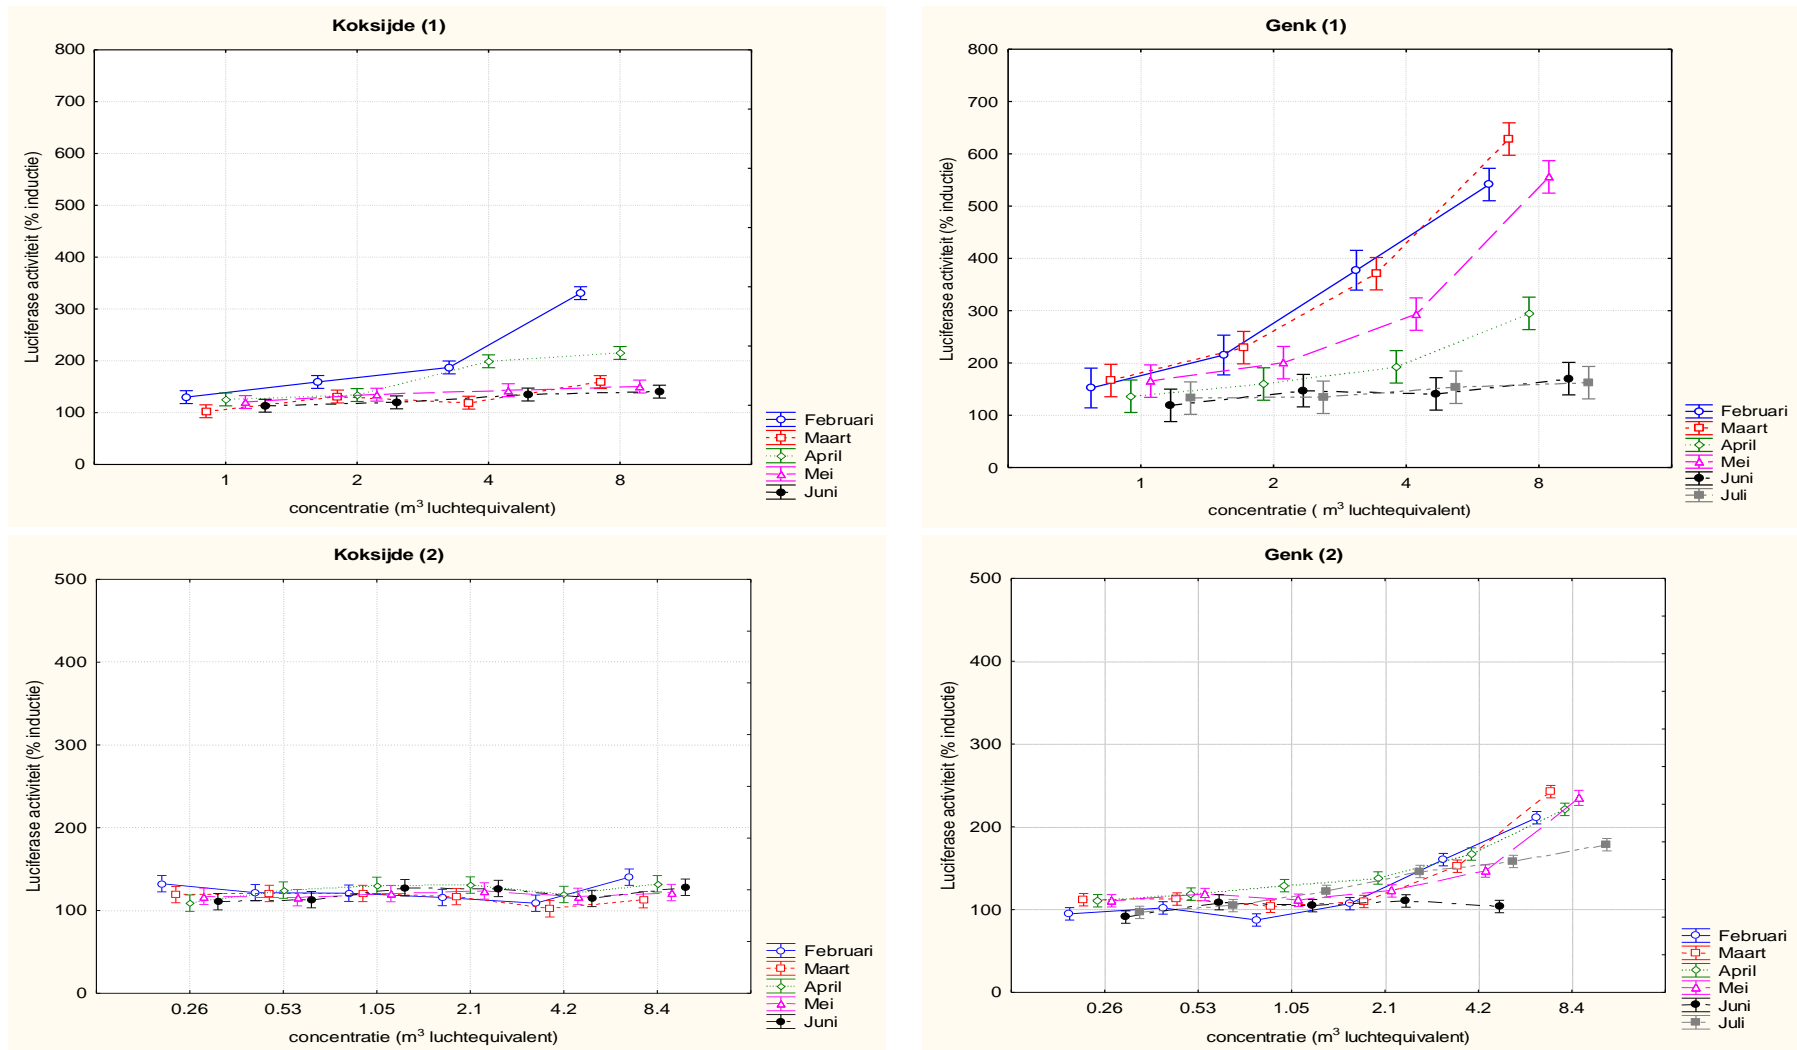 Koksijde (1)
Luciferase activiteit (% inductie)
800
700
600
500
400
300
200
100
0
1 2 4 8
concentratie (m³ luchtequivalent)
Februari
Maart
April
Mei
Juni
Genk (1)
Luciferase activiteit (% inductie)
800
700
600
500
400
300
200
100
0
1 2 4 8
concentratie ( m³ luchtequivalent)
Februari
Maart
April
Mei
Juni
Juli
Koksijde (2)
Luciferase activiteit (% inductie)
500
400
300
200
100
0
0.26 0.53 1.05 2.1 4.2 8.4
concentratie (m³ luchtequivalent)
Februari
Maart
April
Mei
Juni
Genk (2)
Luciferase activiteit (% inductie)
500
400
300
200
100
0
0.26 0.53 1.05 2.1 4.2 8.4
concentratie (m³ luchtequivalent)
Februari
Maart
April
Mei
Juni
Juli